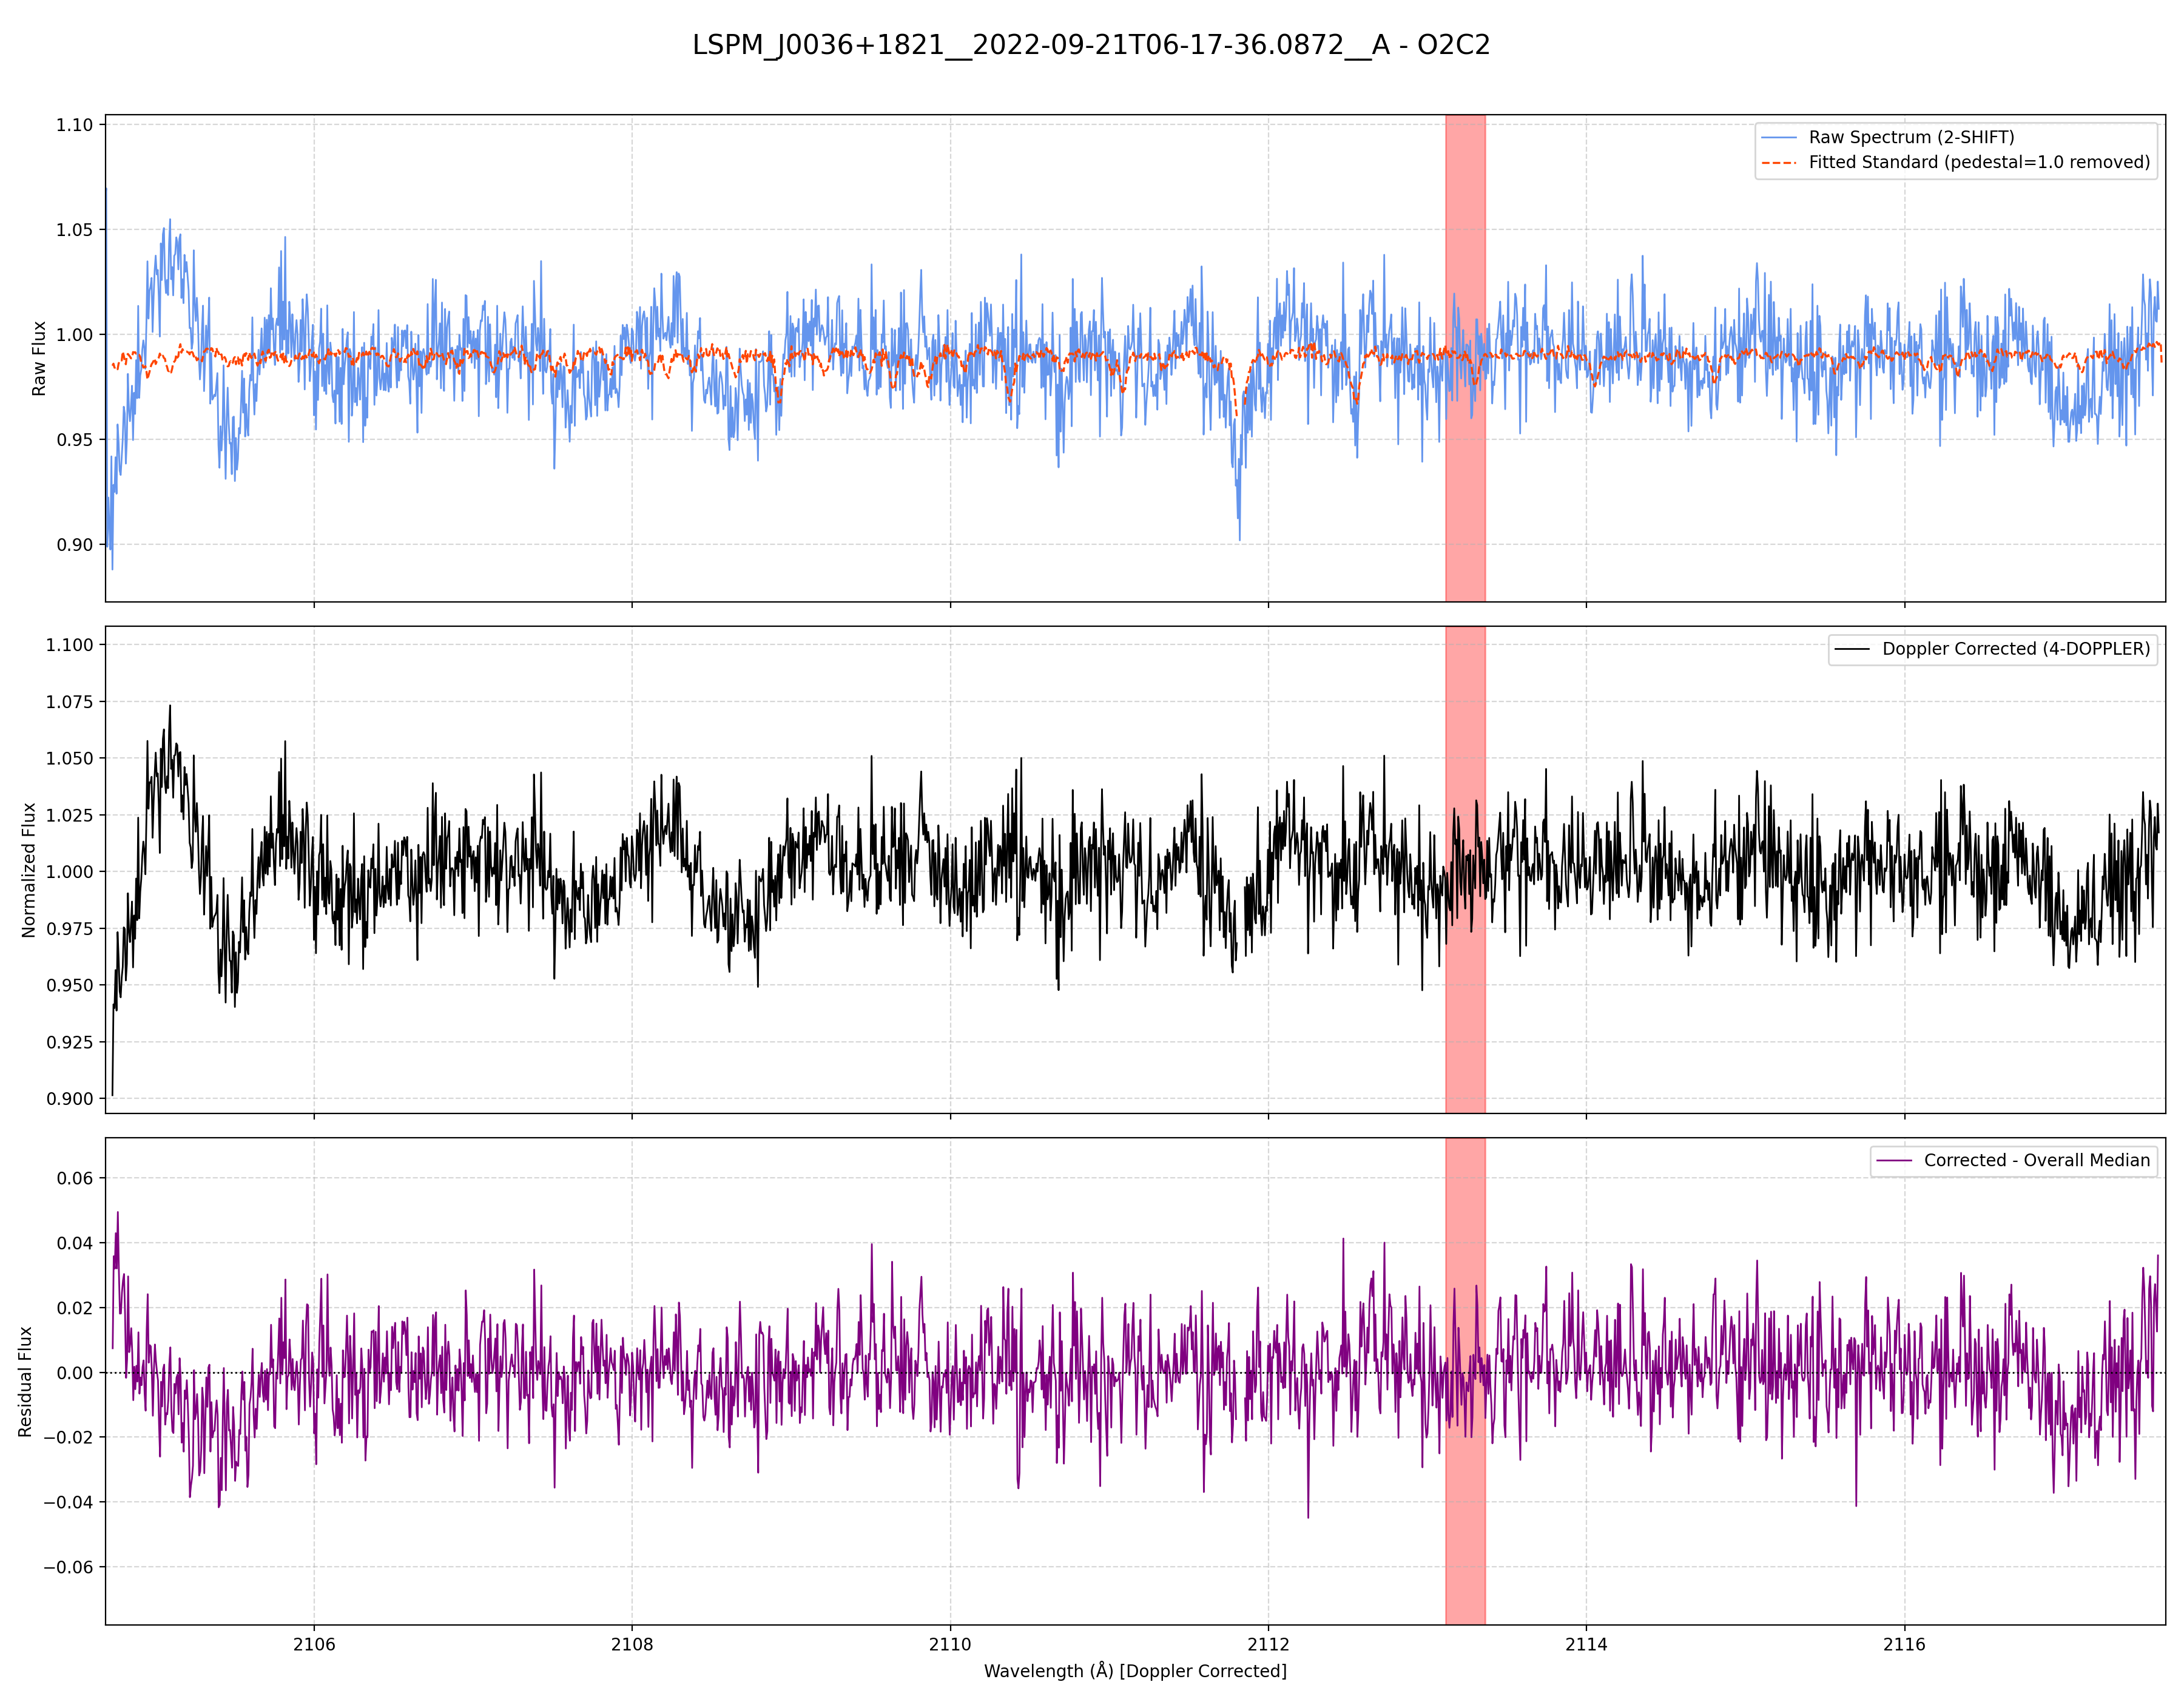 LSPM_J0036+1821__2022-09-21T06-17-36.0872__A - O2C2
1.10
1.05
1.00
0.95
0.90
Raw Flux
Raw Spectrum (2-SHIFT)
Fitted Standard (pedestal=1.0 removed)
1.100
1.075
1.050
1.025
1.000
0.975
0.950
0.925
0.900
Normalized Flux
Doppler Corrected (4-DOPPLER)
0.06
0.04
0.02
0.00
−0.02
−0.04
−0.06
Residual Flux
Corrected - Overall Median
2106 2108 2110 2112 2114 2116
Wavelength (Å) [Doppler Corrected]